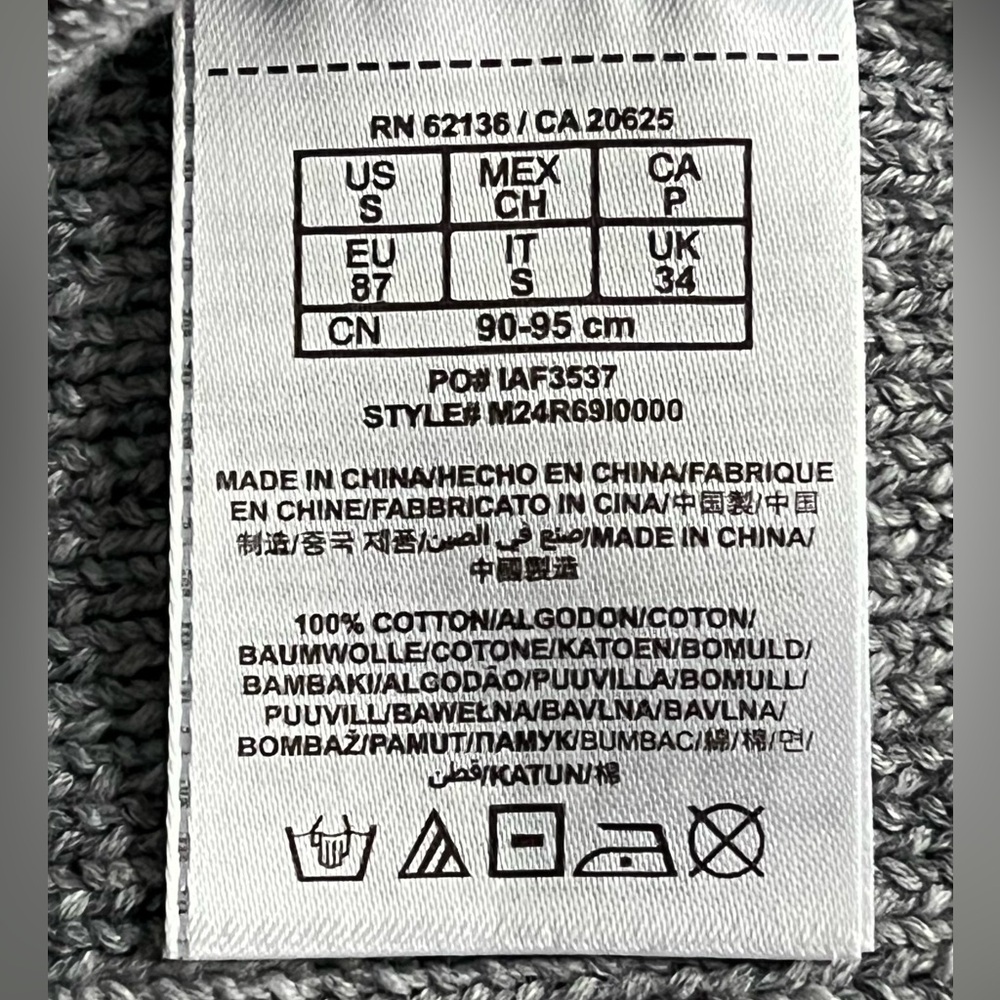 RN 62136 / CA 20625
US MEX CA
S CH P
EU IT UK
87 S 34
CN 90-95 cm
PO# IAF3537
STYLE# M24R69I0000
MADE IN CHINA/HECHO EN CHINA/FABRIQUE
EN CHINE/FABBRICATO IN CINA/中国製/中国
制造/중국 제품/صنع في الصين/MADE IN CHINA/
中國製造
100% COTTON/ALGODON/COTON/
BAUMWOLLE/COTONE/KATOEN/BOMULD/
BAMBAKI/ALGODÃO/PUUVILLA/BOMULL/
PUUVILL/BAWEŁNA/BAVLNA/BAVLNA/
BOMBAŽ/PAMUT/ПАМУК/BUMBAC/綿/棉/면/
قطن/KATUN/棉